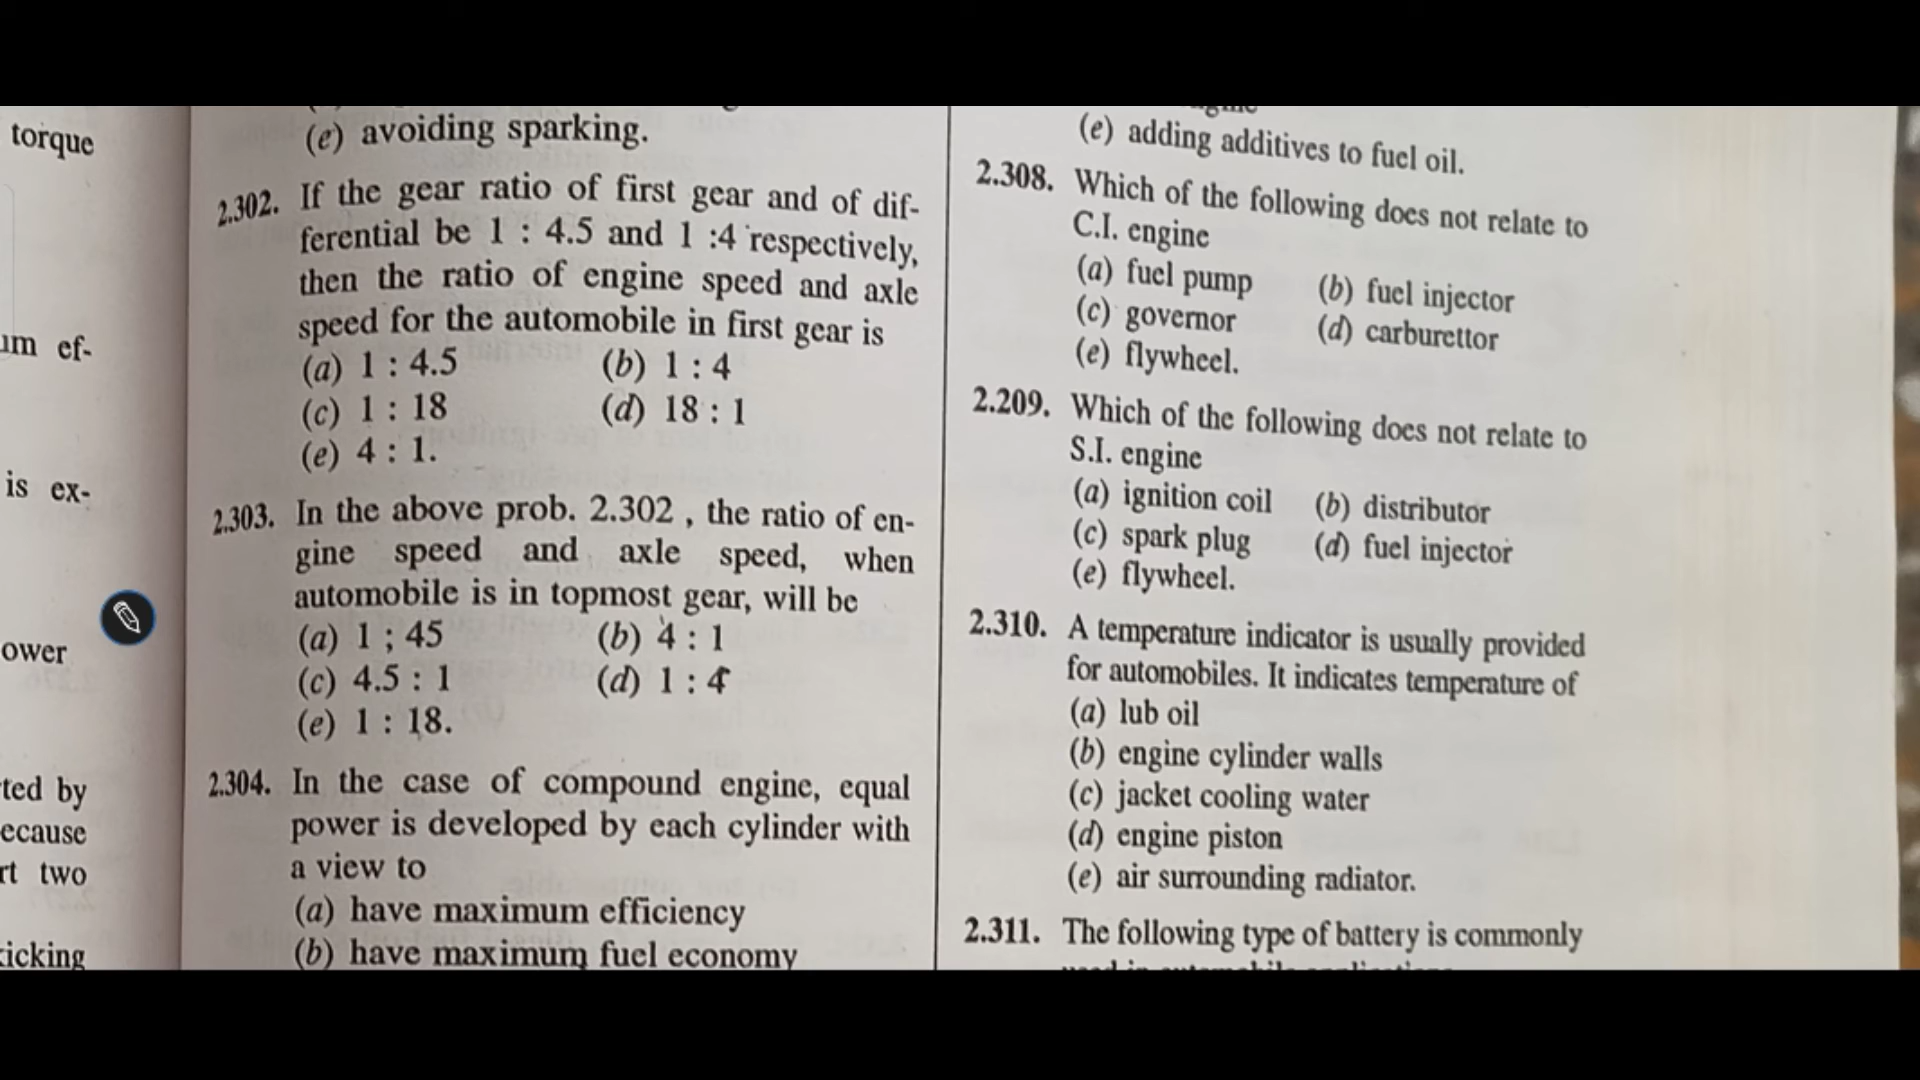 torque
um ef-
is ex-
ower
ted by
ecause
rt two
icking
(e) avoiding sparking.
2.302. If the gear ratio of first gear and of dif-
ferential be 1 : 4.5 and 1 :4 respectively,
then the ratio of engine speed and axle
speed for the automobile in first gear is
(a) 1 : 4.5 (b) 1 : 4
(c) 1 : 18 (d) 18 : 1
(e) 4 : 1.
2.303. In the above prob. 2.302 , the ratio of en-
gine speed and axle speed, when
automobile is in topmost gear, will be
(a) 1 ; 45 (b) 4 : 1
(c) 4.5 : 1 (d) 1 : 4
(e) 1 : 18.
2.304. In the case of compound engine, equal
power is developed by each cylinder with
a view to
(a) have maximum efficiency
(b) have maximum fuel economy
(e) adding additives to fuel oil.
2.308. Which of the following does not relate to
C.I. engine
(a) fuel pump (b) fuel injector
(c) governor (d) carburettor
(e) flywheel.
2.209. Which of the following does not relate to
S.I. engine
(a) ignition coil (b) distributor
(c) spark plug (d) fuel injector
(e) flywheel.
2.310. A temperature indicator is usually provided
for automobiles. It indicates temperature of
(a) lub oil
(b) engine cylinder walls
(c) jacket cooling water
(d) engine piston
(e) air surrounding radiator.
2.311. The following type of battery is commonly